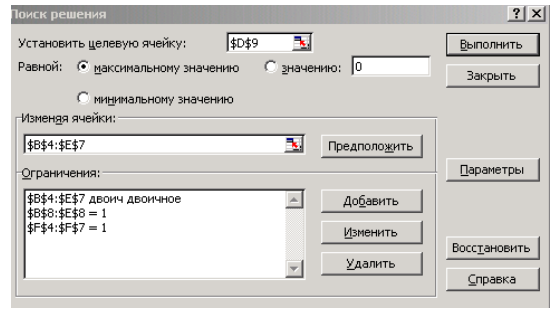 Поиск решения
Установить целевую ячейку: $D$9 Выполнить
Равной: максимальному значению значению: 0 Закрыть
минимальному значению
Изменяя ячейки:
$B$4:$E$7 Предположить
Параметры
Ограничения:
$B$4:$E$7 двоич двоичное Добавить
$B$8:$E$8 = 1
$F$4:$F$7 = 1
Изменить
Восстановить
Удалить
Справка